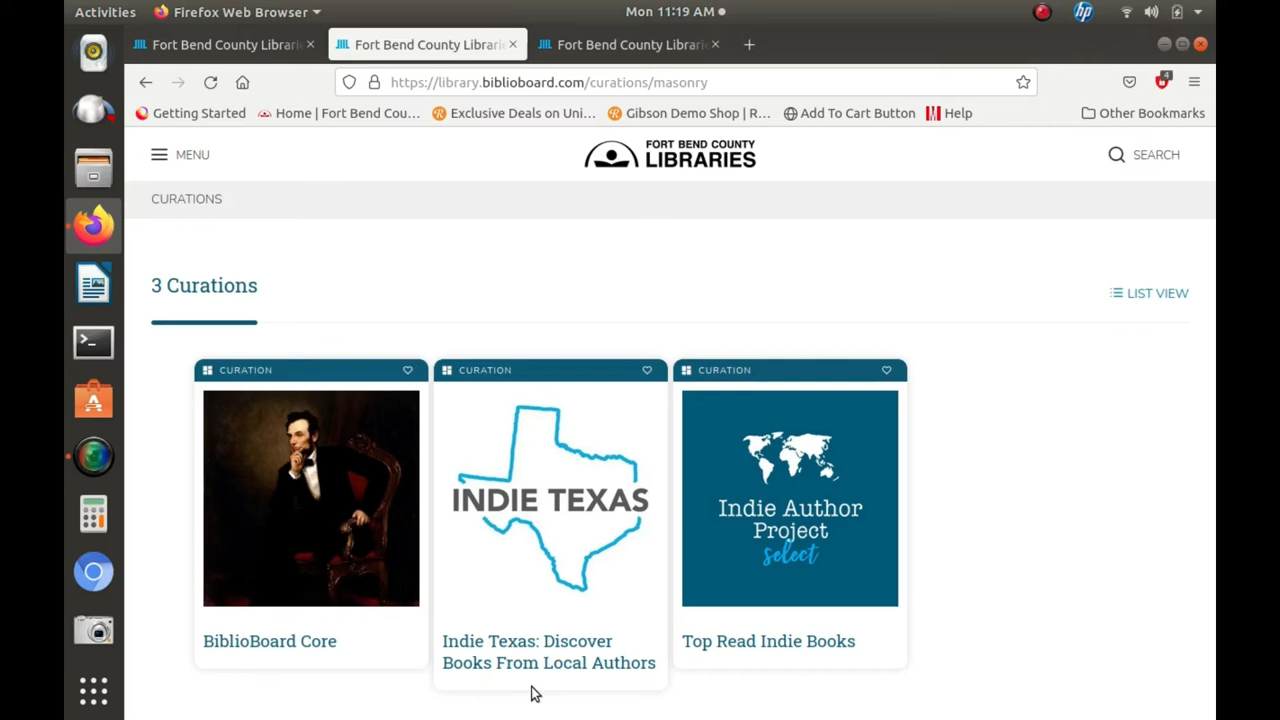 Activities Firefox Web Browser Mon 11:19 AM
Fort Bend County Librari Fort Bend County Librarie Fort Bend County Librarie
https://library.biblioboard.com/curations/masonry 4
Getting Started Home | Fort Bend Cou... Exclusive Deals on Uni... Gibson Demo Shop | R... Add To Cart Button Help Other Bookmarks
MENU FORT BEND COUNTY LIBRARIES SEARCH
CURATIONS
3 Curations
LIST VIEW
CURATION CURATION CURATION
INDIE TEXAS
Indie Author
Project
select
BiblioBoard Core
Indie Texas: Discover
Books From Local Authors
Top Read Indie Books